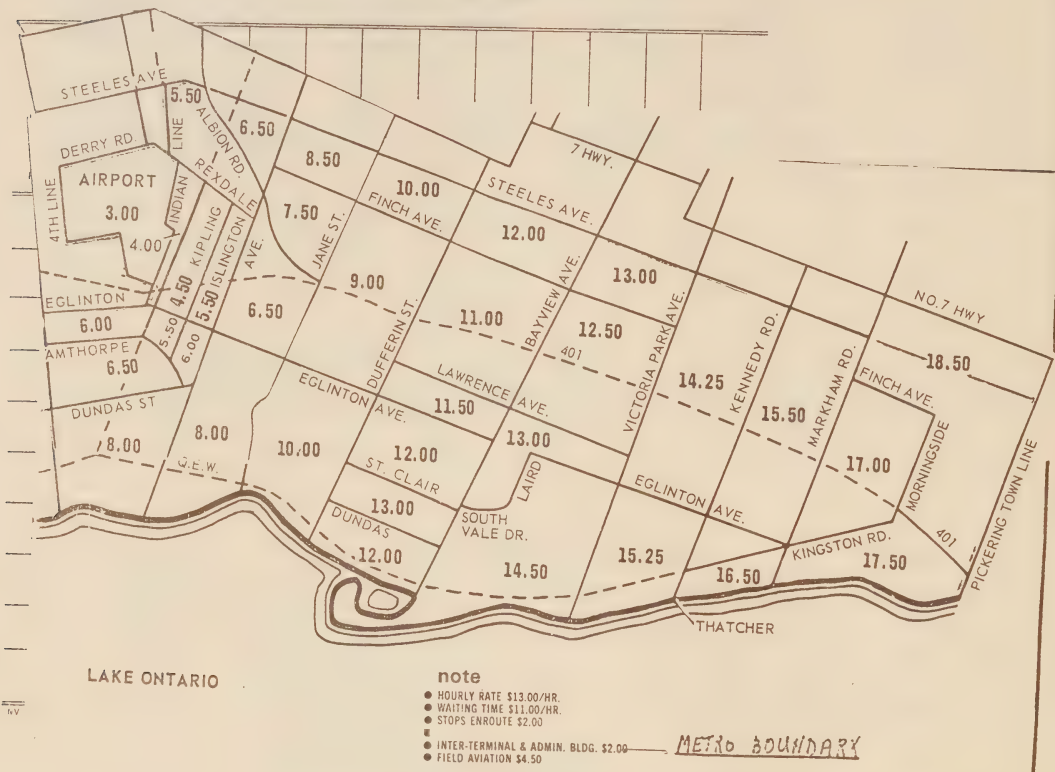 STEELES AVE
5.50
ALBION RD.
6.50
DERRY RD.
LINE
REXDALE
8.50
7 HWY.
AIRPORT
3.00
4TH LINE
INDIAN
4.00
KIPLING
4.50
ISLINGTON
5.50
AVE.
7.50
JANE ST.
10.00
FINCH AVE.
STEELES AVE.
12.00
13.00
9.00
11.00
BAYVIEW AVE.
12.50
401
NO.7 HWY
EGLINTON
6.00
5.50
6.00
6.50
AMTHORPE
6.50
DUNDAS ST
8.00
8.00
Q.E.W.
DUFFERIN ST.
EGLINTON AVE.
LAWRENCE AVE.
11.50
VICTORIA PARK AVE.
14.25
KENNEDY RD.
15.50
MARKHAM RD.
18.50
FINCH AVE.
10.00
12.00
ST. CLAIR
13.00
DUNDAS
12.00
13.00
LAIRD
SOUTH
VALE DR.
14.50
EGLINTON AVE.
15.25
17.00
MORNINGSIDE
401
PICKERING TOWN LINE
KINGSTON RD.
16.50
17.50
THATCHER
LAKE ONTARIO
note
● HOURLY RATE $13.00/HR.
● WAITING TIME $11.00/HR.
● STOPS ENROUTE $2.00
● INTER-TERMINAL & ADMIN. BLDG. $2.00
● FIELD AVIATION $4.50
METRO BOUNDARY